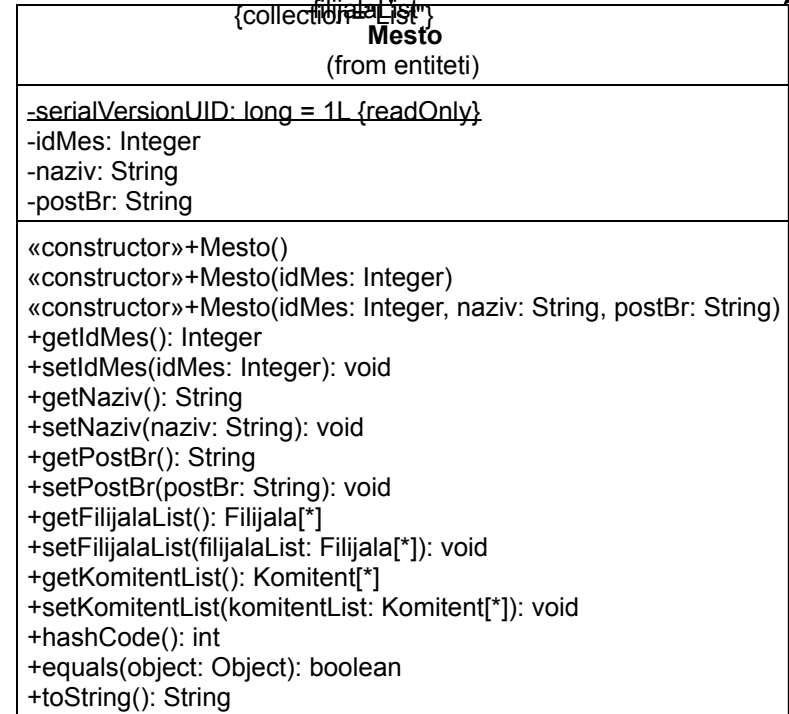 {collection="List"}
-filijalaList
Mesto
(from entiteti)
-serialVersionUID: long = 1L {readOnly}
-idMes: Integer
-naziv: String
-postBr: String
«constructor»+Mesto()
«constructor»+Mesto(idMes: Integer)
«constructor»+Mesto(idMes: Integer, naziv: String, postBr: String)
+getIdMes(): Integer
+setIdMes(idMes: Integer): void
+getNaziv(): String
+setNaziv(naziv: String): void
+getPostBr(): String
+setPostBr(postBr: String): void
+getFilijalaList(): Filijala[*]
+setFilijalaList(filijalaList: Filijala[*]): void
+getKomitentList(): Komitent[*]
+setKomitentList(komitentList: Komitent[*]): void
+hashCode(): int
+equals(object: Object): boolean
+toString(): String